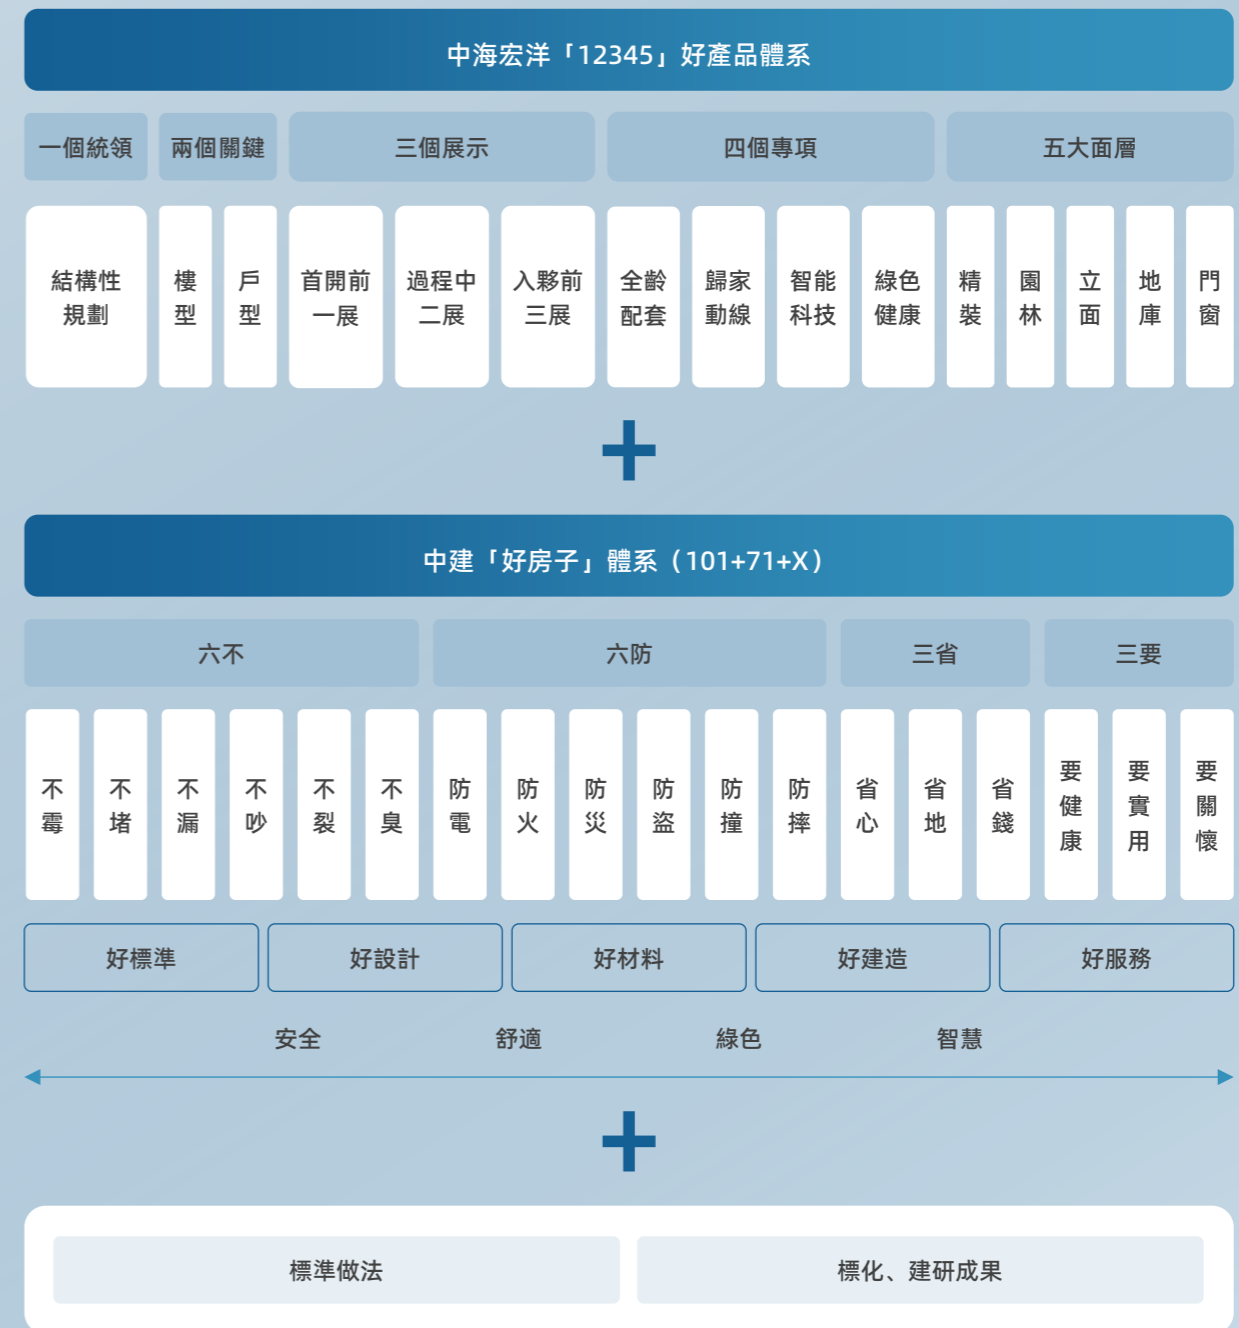 中海宏洋「12345」好產品體系
一個統領
兩個關鍵
三個展示
四個專項
五大面層
結構性
規劃
樓型
戶型
首開前
一展
過程中
二展
入夥前
三展
全齡
配套
歸家
動線
智能
科技
綠色
健康
精裝
園林
立面
地庫
門窗
+
中建「好房子」體系（101+71+X）
六不
六防
三省
三要
不霉
不堵
不漏
不吵
不裂
不臭
防電
防火
防災
防盜
防撞
防摔
省心
省地
省錢
要健康
要實用
要關懷
好標準
好設計
好材料
好建造
好服務
安全
舒適
綠色
智慧
+
標準做法
標化、建研成果